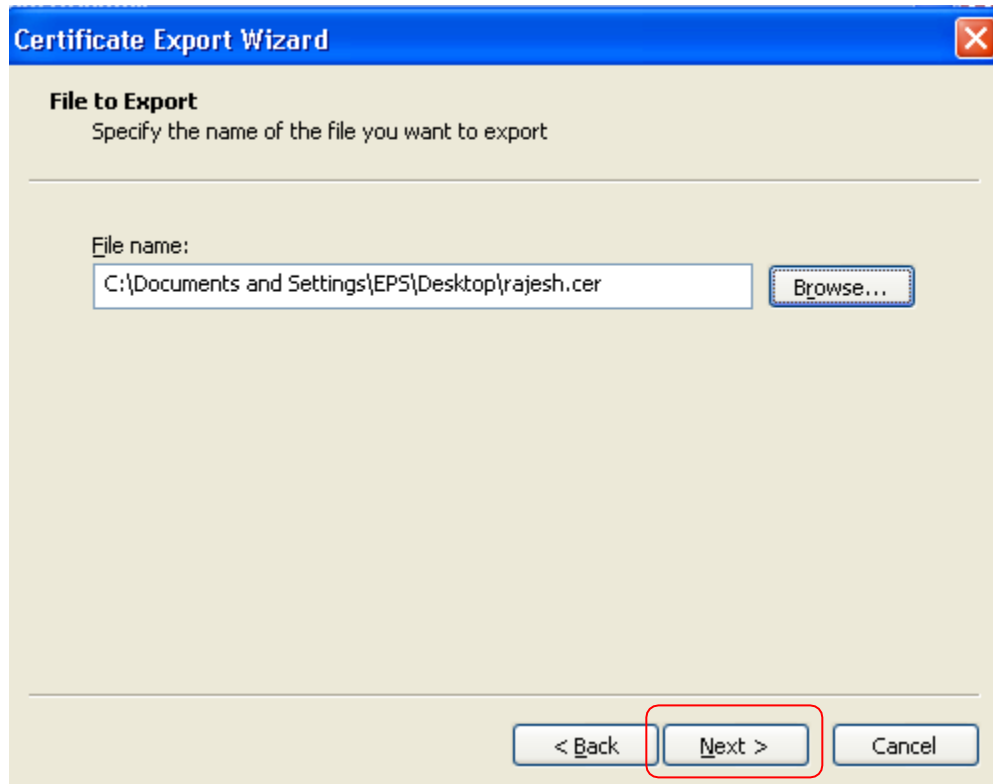 Certificate Export Wizard
File to Export
Specify the name of the file you want to export
File name:
C:\Documents and Settings\EPS\Desktop\rajesh.cer
Browse...
< Back
Next >
Cancel